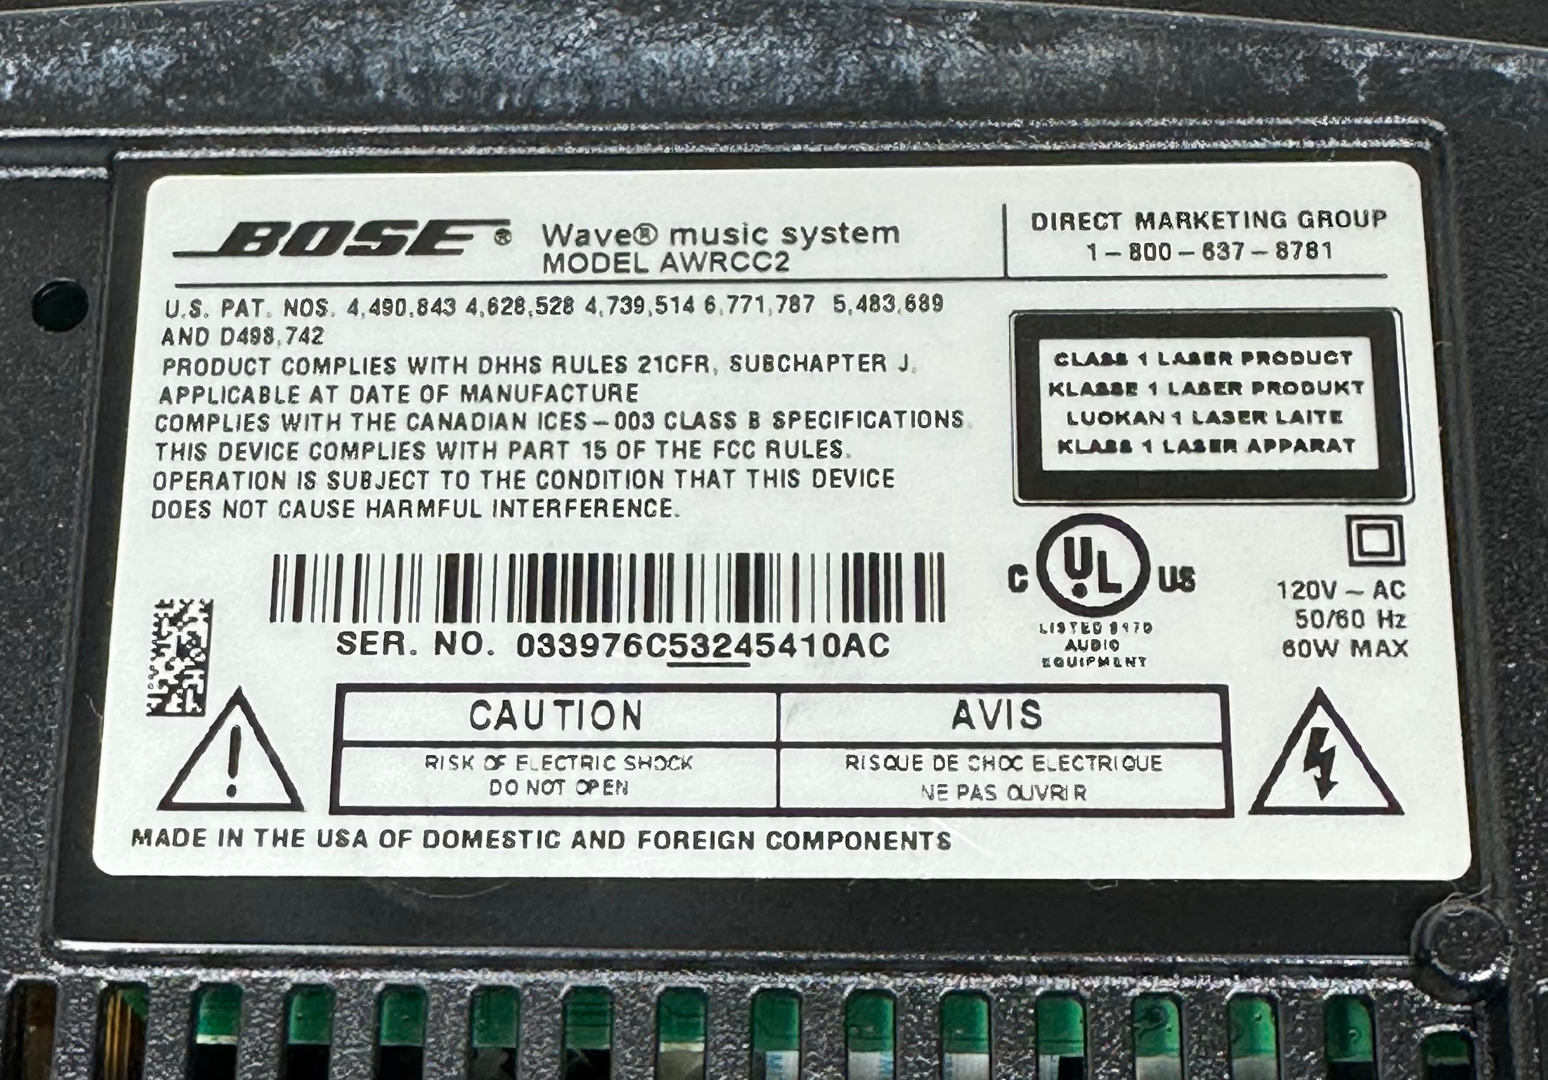 BOSE® Wave® music system
MODEL AWRCC2
DIRECT MARKETING GROUP
1-800-637-8781
U.S. PAT. NOS. 4,490,843 4,628,528 4,739,514 6,771,787 5,483,689
AND D498,742
PRODUCT COMPLIES WITH DHHS RULES 21CFR, SUBCHAPTER J.
APPLICABLE AT DATE OF MANUFACTURE
COMPLIES WITH THE CANADIAN ICES-003 CLASS B SPECIFICATIONS.
THIS DEVICE COMPLIES WITH PART 15 OF THE FCC RULES.
OPERATION IS SUBJECT TO THE CONDITION THAT THIS DEVICE
DOES NOT CAUSE HARMFUL INTERFERENCE.
CLASS 1 LASER PRODUCT
KLASSE 1 LASER PRODUKT
LUOKAN 1 LASER LAITE
KLASS 1 LASER APPARAT
C UL US
LISTED
AUDIO
EQUIPMENT
120V ~ AC
50/60 Hz
60W MAX
SER. NO. 033976C53245410AC
CAUTION
RISK OF ELECTRIC SHOCK
DO NOT OPEN
AVIS
RISQUE DE CHOC ELECTRIQUE
NE PAS OUVRIR
MADE IN THE USA OF DOMESTIC AND FOREIGN COMPONENTS